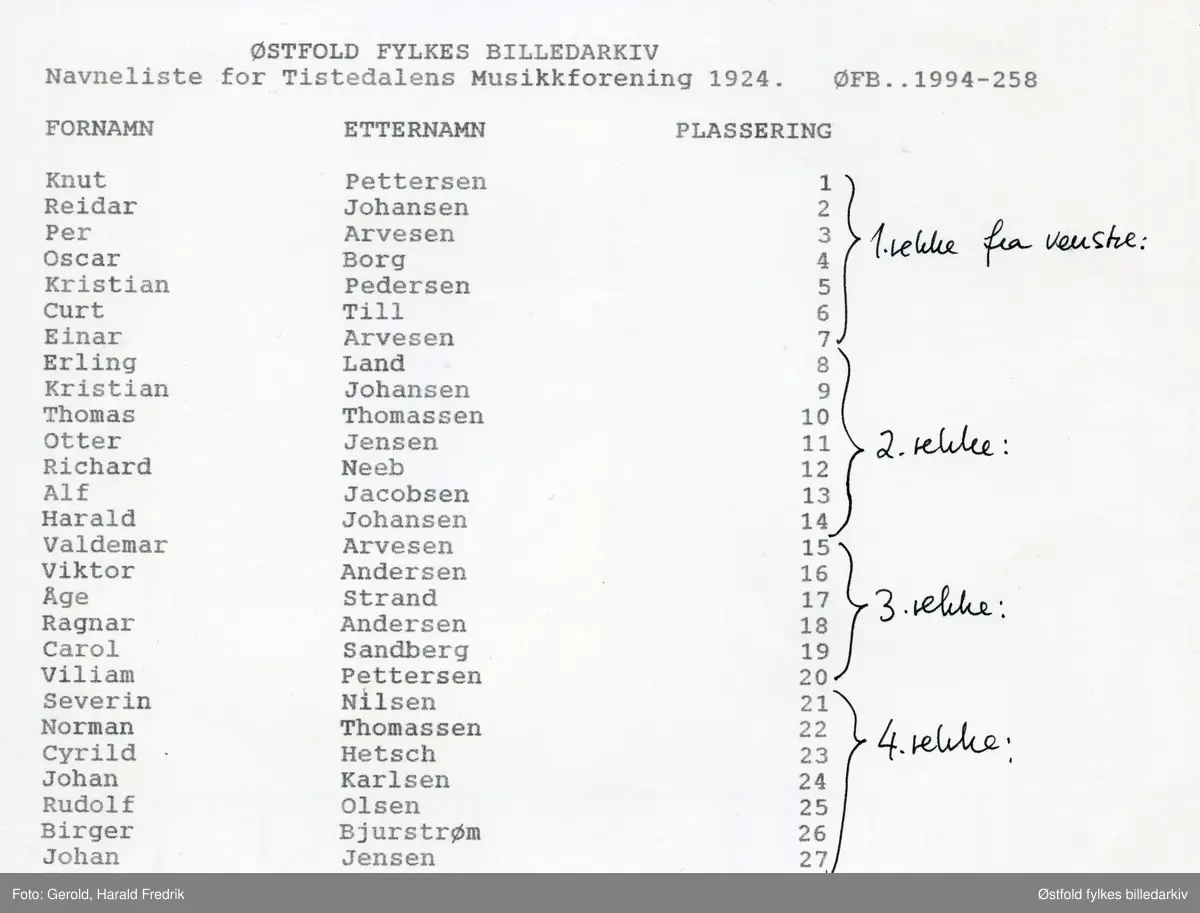 ØSTFOLD FYLKES BILLEDARKIV
Navneliste for Tistedalens Musikkforening 1924. ØFB..1994-258
FORNAMN ETTERNAMN PLASSERING
Knut Pettersen 1
Reidar Johansen 2
Per Arvesen 3
1.rekke fra venstre:
Oscar Borg 4
Kristian Pedersen 5
Curt Till 6
Einar Arvesen 7
Erling Land 8
Kristian Johansen 9
Thomas Thomassen 10
Otter Jensen 11
2.rekke:
Richard Neeb 12
Alf Jacobsen 13
Harald Johansen 14
Valdemar Arvesen 15
Viktor Andersen 16
Åge Strand 17
3.rekke:
Ragnar Andersen 18
Carol Sandberg 19
Viliam Pettersen 20
Severin Nilsen 21
Norman Thomassen 22
4.rekke:
Cyrild Hetsch 23
Johan Karlsen 24
Rudolf Olsen 25
Birger Bjurstrøm 26
Johan Jensen 27
Foto: Gerold, Harald Fredrik Østfold fylkes billedarkiv